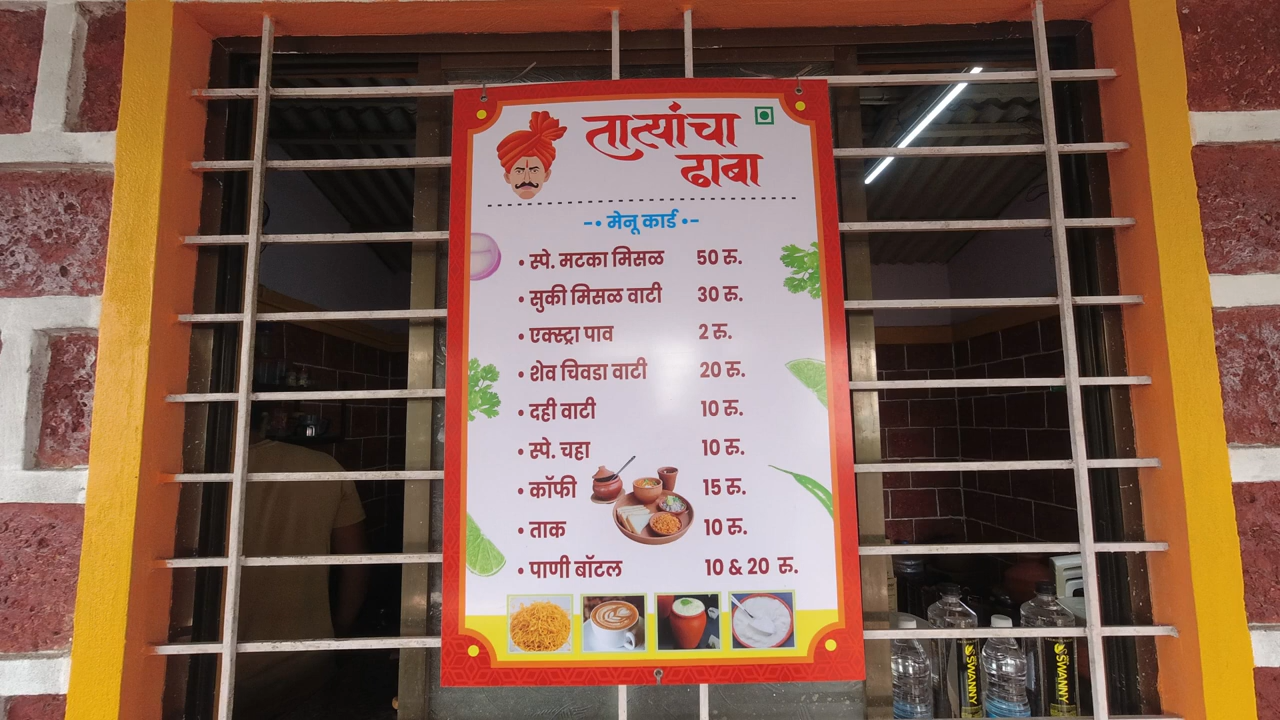 तात्यांचा
ढाबा
-• मेनू कार्ड •-
• स्पे. मटका मिसळ 50 रु.
• सुकी मिसळ वाटी 30 रु.
• एक्स्ट्रा पाव 2 रु.
• शेव चिवडा वाटी 20 रु.
• दही वाटी 10 रु.
• स्पे. चहा 10 रु.
• कॉफी 15 रु.
• ताक 10 रु.
• पाणी बॉटल 10 & 20 रु.
SWANNY
SWANNY